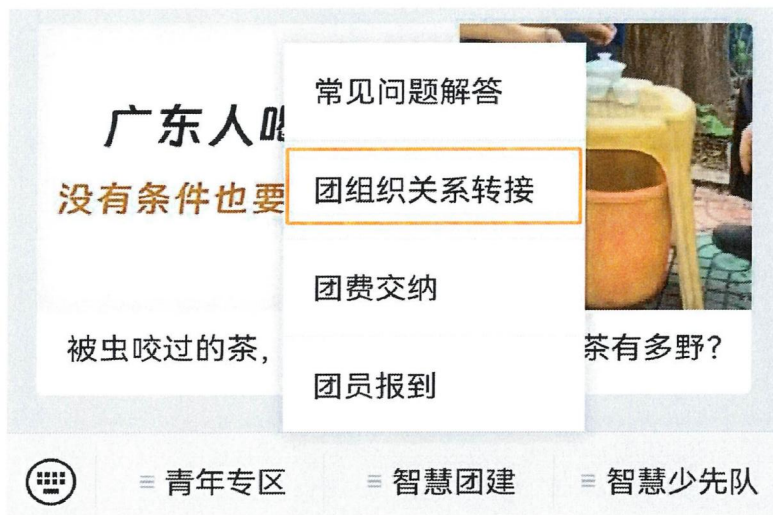 广东人
没有条件也要
被虫咬过的茶,
茶有多野?
常见问题解答
团组织关系转接
团费交纳
团员报到
青年专区
智慧团建
智慧少先队